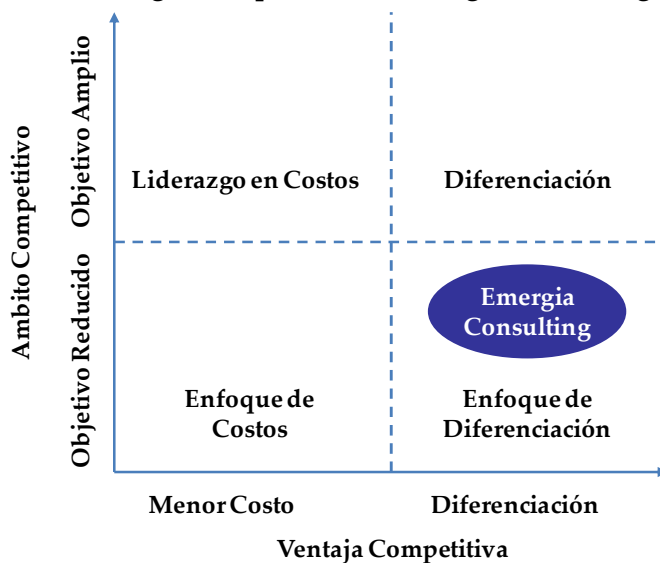 Ambito Competitivo
Objetivo Amplio
Objetivo Reducido
Liderazgo en Costos
Diferenciación
Emergia
Consulting
Enfoque de
Costos
Enfoque de
Diferenciación
Menor Costo
Diferenciación
Ventaja Competitiva